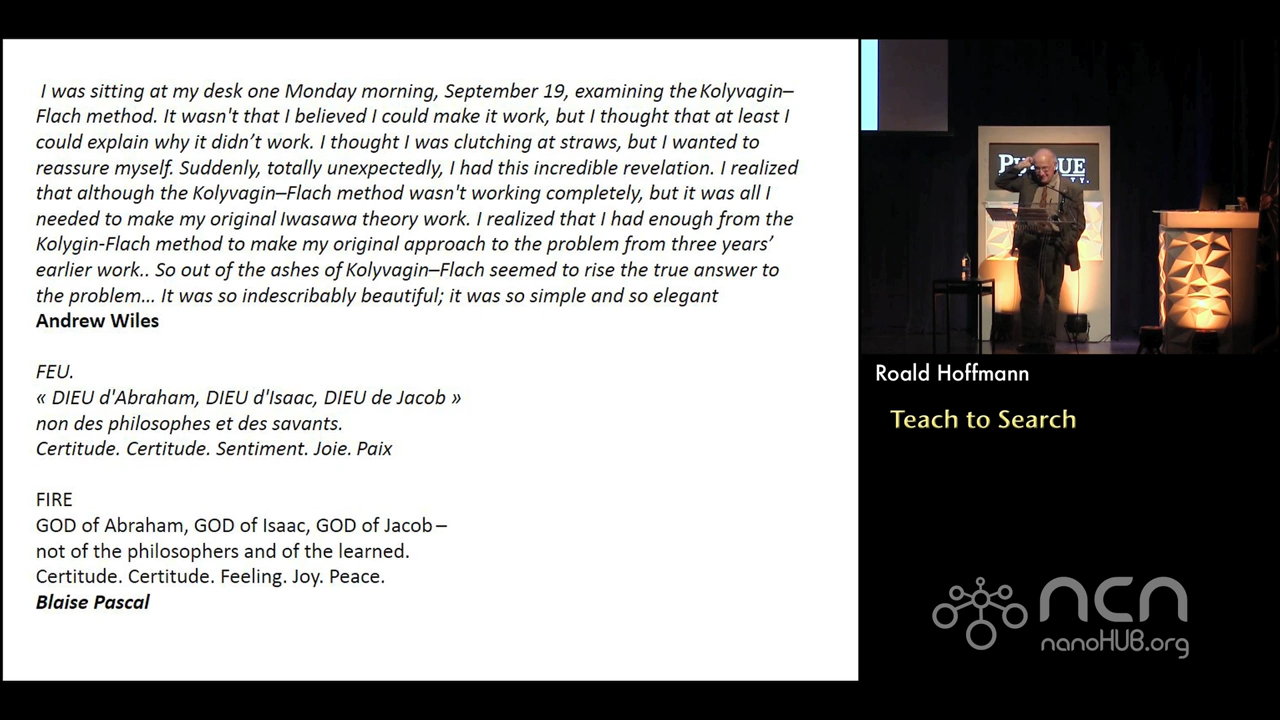 I was sitting at my desk one Monday morning, September 19, examining the Kolyvagin–
Flach method. It wasn't that I believed I could make it work, but I thought that at least I
could explain why it didn’t work. I thought I was clutching at straws, but I wanted to
reassure myself. Suddenly, totally unexpectedly, I had this incredible revelation. I realized
that although the Kolyvagin–Flach method wasn't working completely, but it was all I
needed to make my original Iwasawa theory work. I realized that I had enough from the
Kolygin-Flach method to make my original approach to the problem from three years’
earlier work.. So out of the ashes of Kolyvagin–Flach seemed to rise the true answer to
the problem... It was so indescribably beautiful; it was so simple and so elegant
Andrew Wiles
FEU.
« DIEU d'Abraham, DIEU d'Isaac, DIEU de Jacob »
non des philosophes et des savants.
Certitude. Certitude. Sentiment. Joie. Paix
FIRE
GOD of Abraham, GOD of Isaac, GOD of Jacob –
not of the philosophers and of the learned.
Certitude. Certitude. Feeling. Joy. Peace.
Blaise Pascal
Roald Hoffmann
Teach to Search
ncn
nanoHUB.org